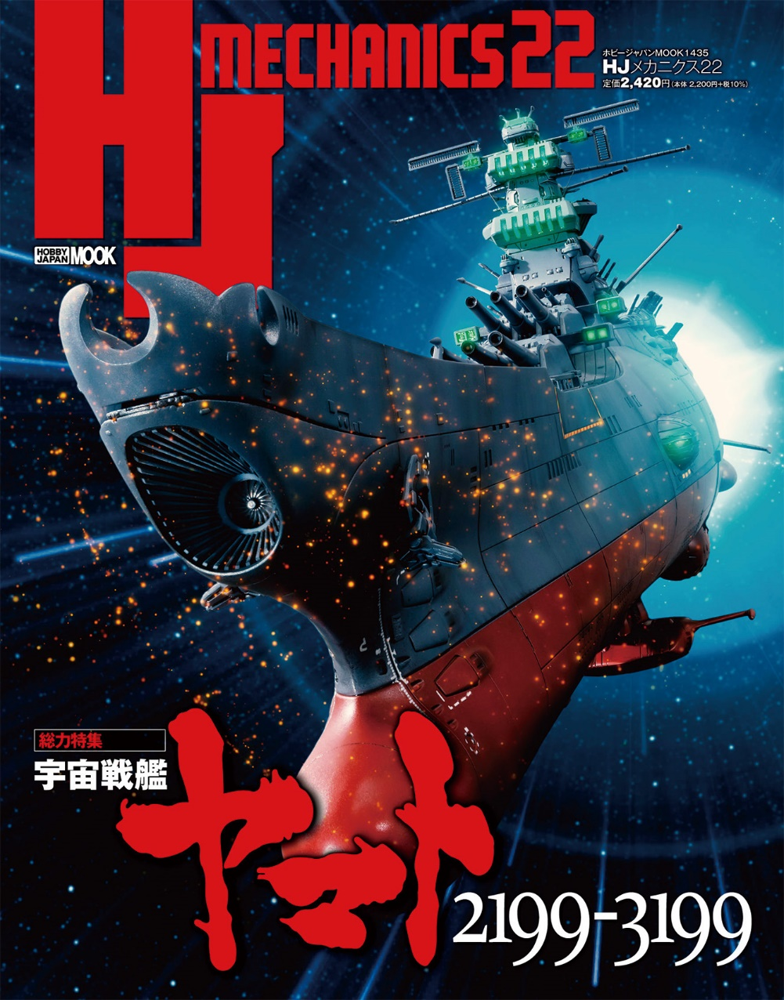 HJ
MECHANICS22
ホビージャパンMOOK1435
HJメカニクス22
定価2,420円(本体 2,200円+税10%)
HOBBY
JAPAN MOOK
総力特集
宇宙戦艦
ヤマト
2199-3199